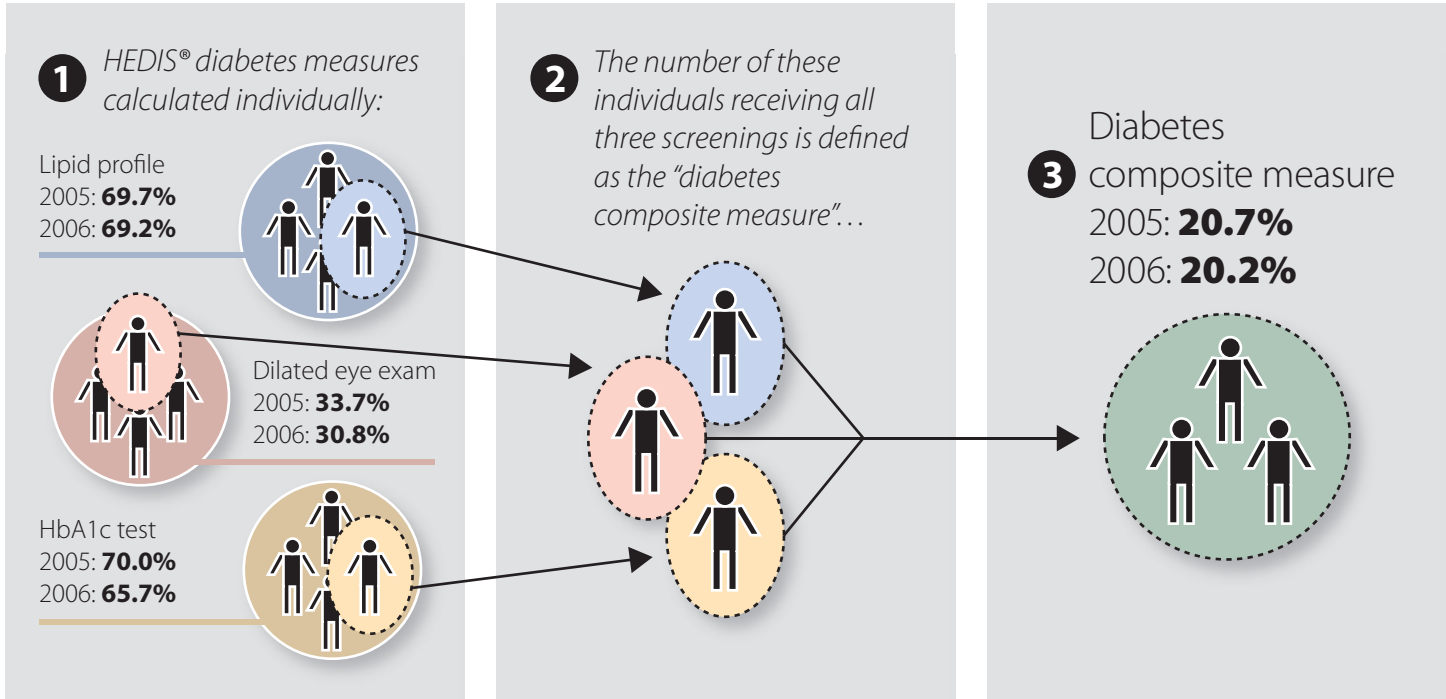 1
HEDIS® diabetes measures
calculated individually:
Lipid profile
2005: 69.7%
2006: 69.2%
Dilated eye exam
2005: 33.7%
2006: 30.8%
HbA1c test
2005: 70.0%
2006: 65.7%
2
The number of these
individuals receiving all
three screenings is defined
as the “diabetes
composite measure”…
3
Diabetes
composite measure
2005: 20.7%
2006: 20.2%